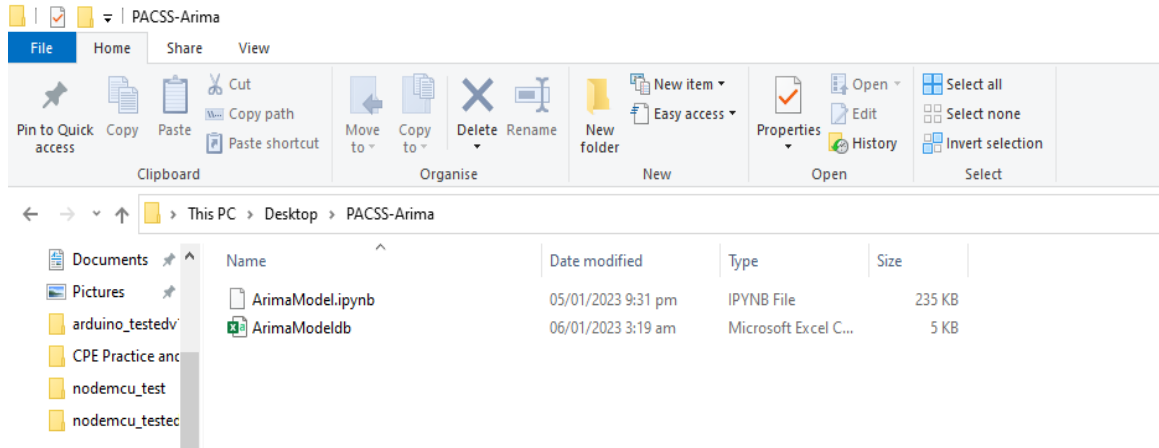 PACSS-Arima
File Home Share View
Pin to Quick access
Copy
Paste
Cut
Copy path
Paste shortcut
Clipboard
Move to
Copy to
Delete
Rename
Organise
New folder
New item
Easy access
New
Properties
Open
Edit
History
Open
Select all
Select none
Invert selection
Select
This PC > Desktop > PACSS-Arima
Documents
Pictures
arduino_testedv
CPE Practice anc
nodemcu_test
nodemcu_testec
Name Date modified Type Size
ArimaModel.ipynb 05/01/2023 9:31 pm IPYNB File 235 KB
ArimaModeldb 06/01/2023 3:19 am Microsoft Excel C... 5 KB